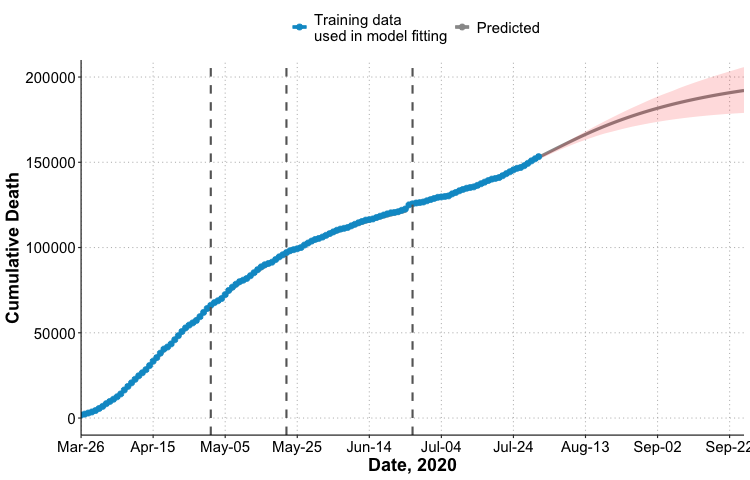 Training data
used in model fitting
Predicted
200000
150000
100000
50000
0
Cumulative Death
Mar-26 Apr-15 May-05 May-25 Jun-14 Jul-04 Jul-24 Aug-13 Sep-02 Sep-22
Date, 2020